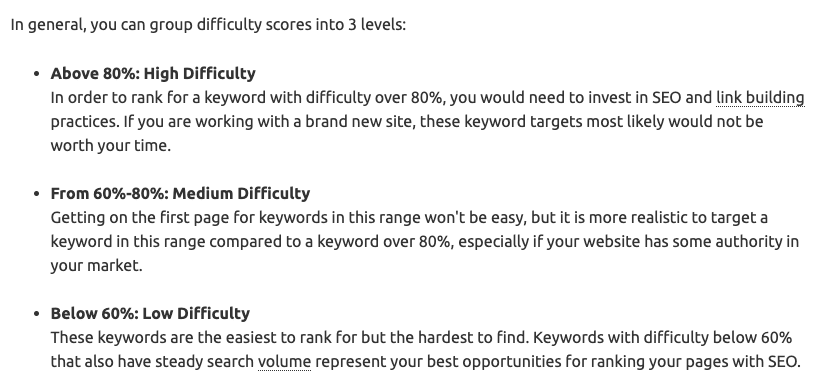 In general, you can group difficulty scores into 3 levels:
• Above 80%: High Difficulty
In order to rank for a keyword with difficulty over 80%, you would need to invest in SEO and link building
practices. If you are working with a brand new site, these keyword targets most likely would not be
worth your time.
• From 60%-80%: Medium Difficulty
Getting on the first page for keywords in this range won't be easy, but it is more realistic to target a
keyword in this range compared to a keyword over 80%, especially if your website has some authority in
your market.
• Below 60%: Low Difficulty
These keywords are the easiest to rank for but the hardest to find. Keywords with difficulty below 60%
that also have steady search volume represent your best opportunities for ranking your pages with SEO.